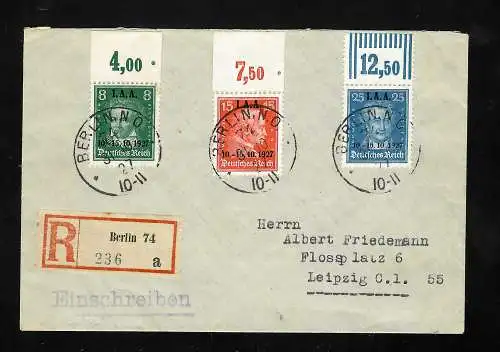 4,00
7,50
12,50
8 8
I.A.A.
10.-15.10.1927
Deutsches Reich
15 15
I.A.A.
10.-15.10.1927
Deutsches Reich
25 25
I.A.A.
10.-15.10.1927
Deutsches Reich
BERLIN.N.O.
10-11
BERLIN.N.O.
10-11
BERLIN
10-11
R
Berlin 74
236 a
Einschreiben
Herrn
Albert Friedemann
Flossplatz 6
Leipzig C.1. 55